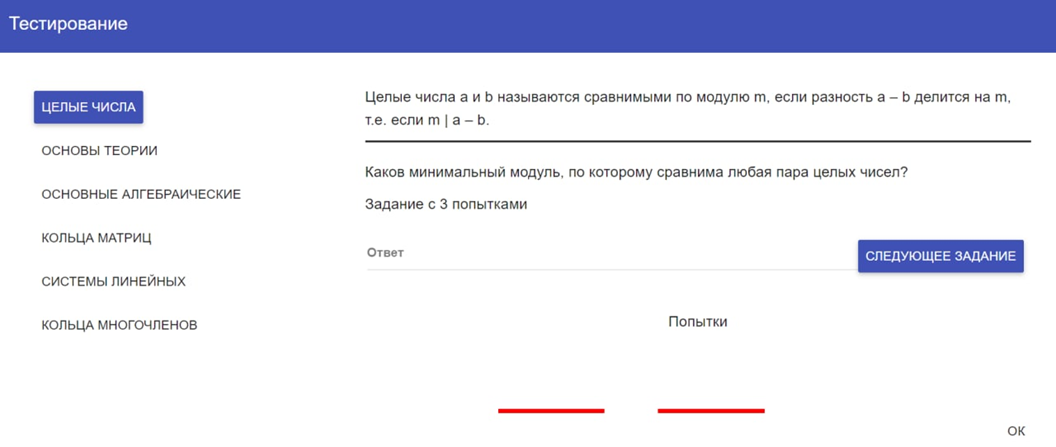 Тестирование
ЦЕЛЫЕ ЧИСЛА
ОСНОВЫ ТЕОРИИ
ОСНОВНЫЕ АЛГЕБРАИЧЕСКИЕ
КОЛЬЦА МАТРИЦ
СИСТЕМЫ ЛИНЕЙНЫХ
КОЛЬЦА МНОГОЧЛЕНОВ
Целые числа a и b называются сравнимыми по модулю m, если разность a – b делится на m,
т.е. если m | a – b.
Каков минимальный модуль, по которому сравнима любая пара целых чисел?
Задание с 3 попытками
Ответ
СЛЕДУЮЩЕЕ ЗАДАНИЕ
Попытки
ОК